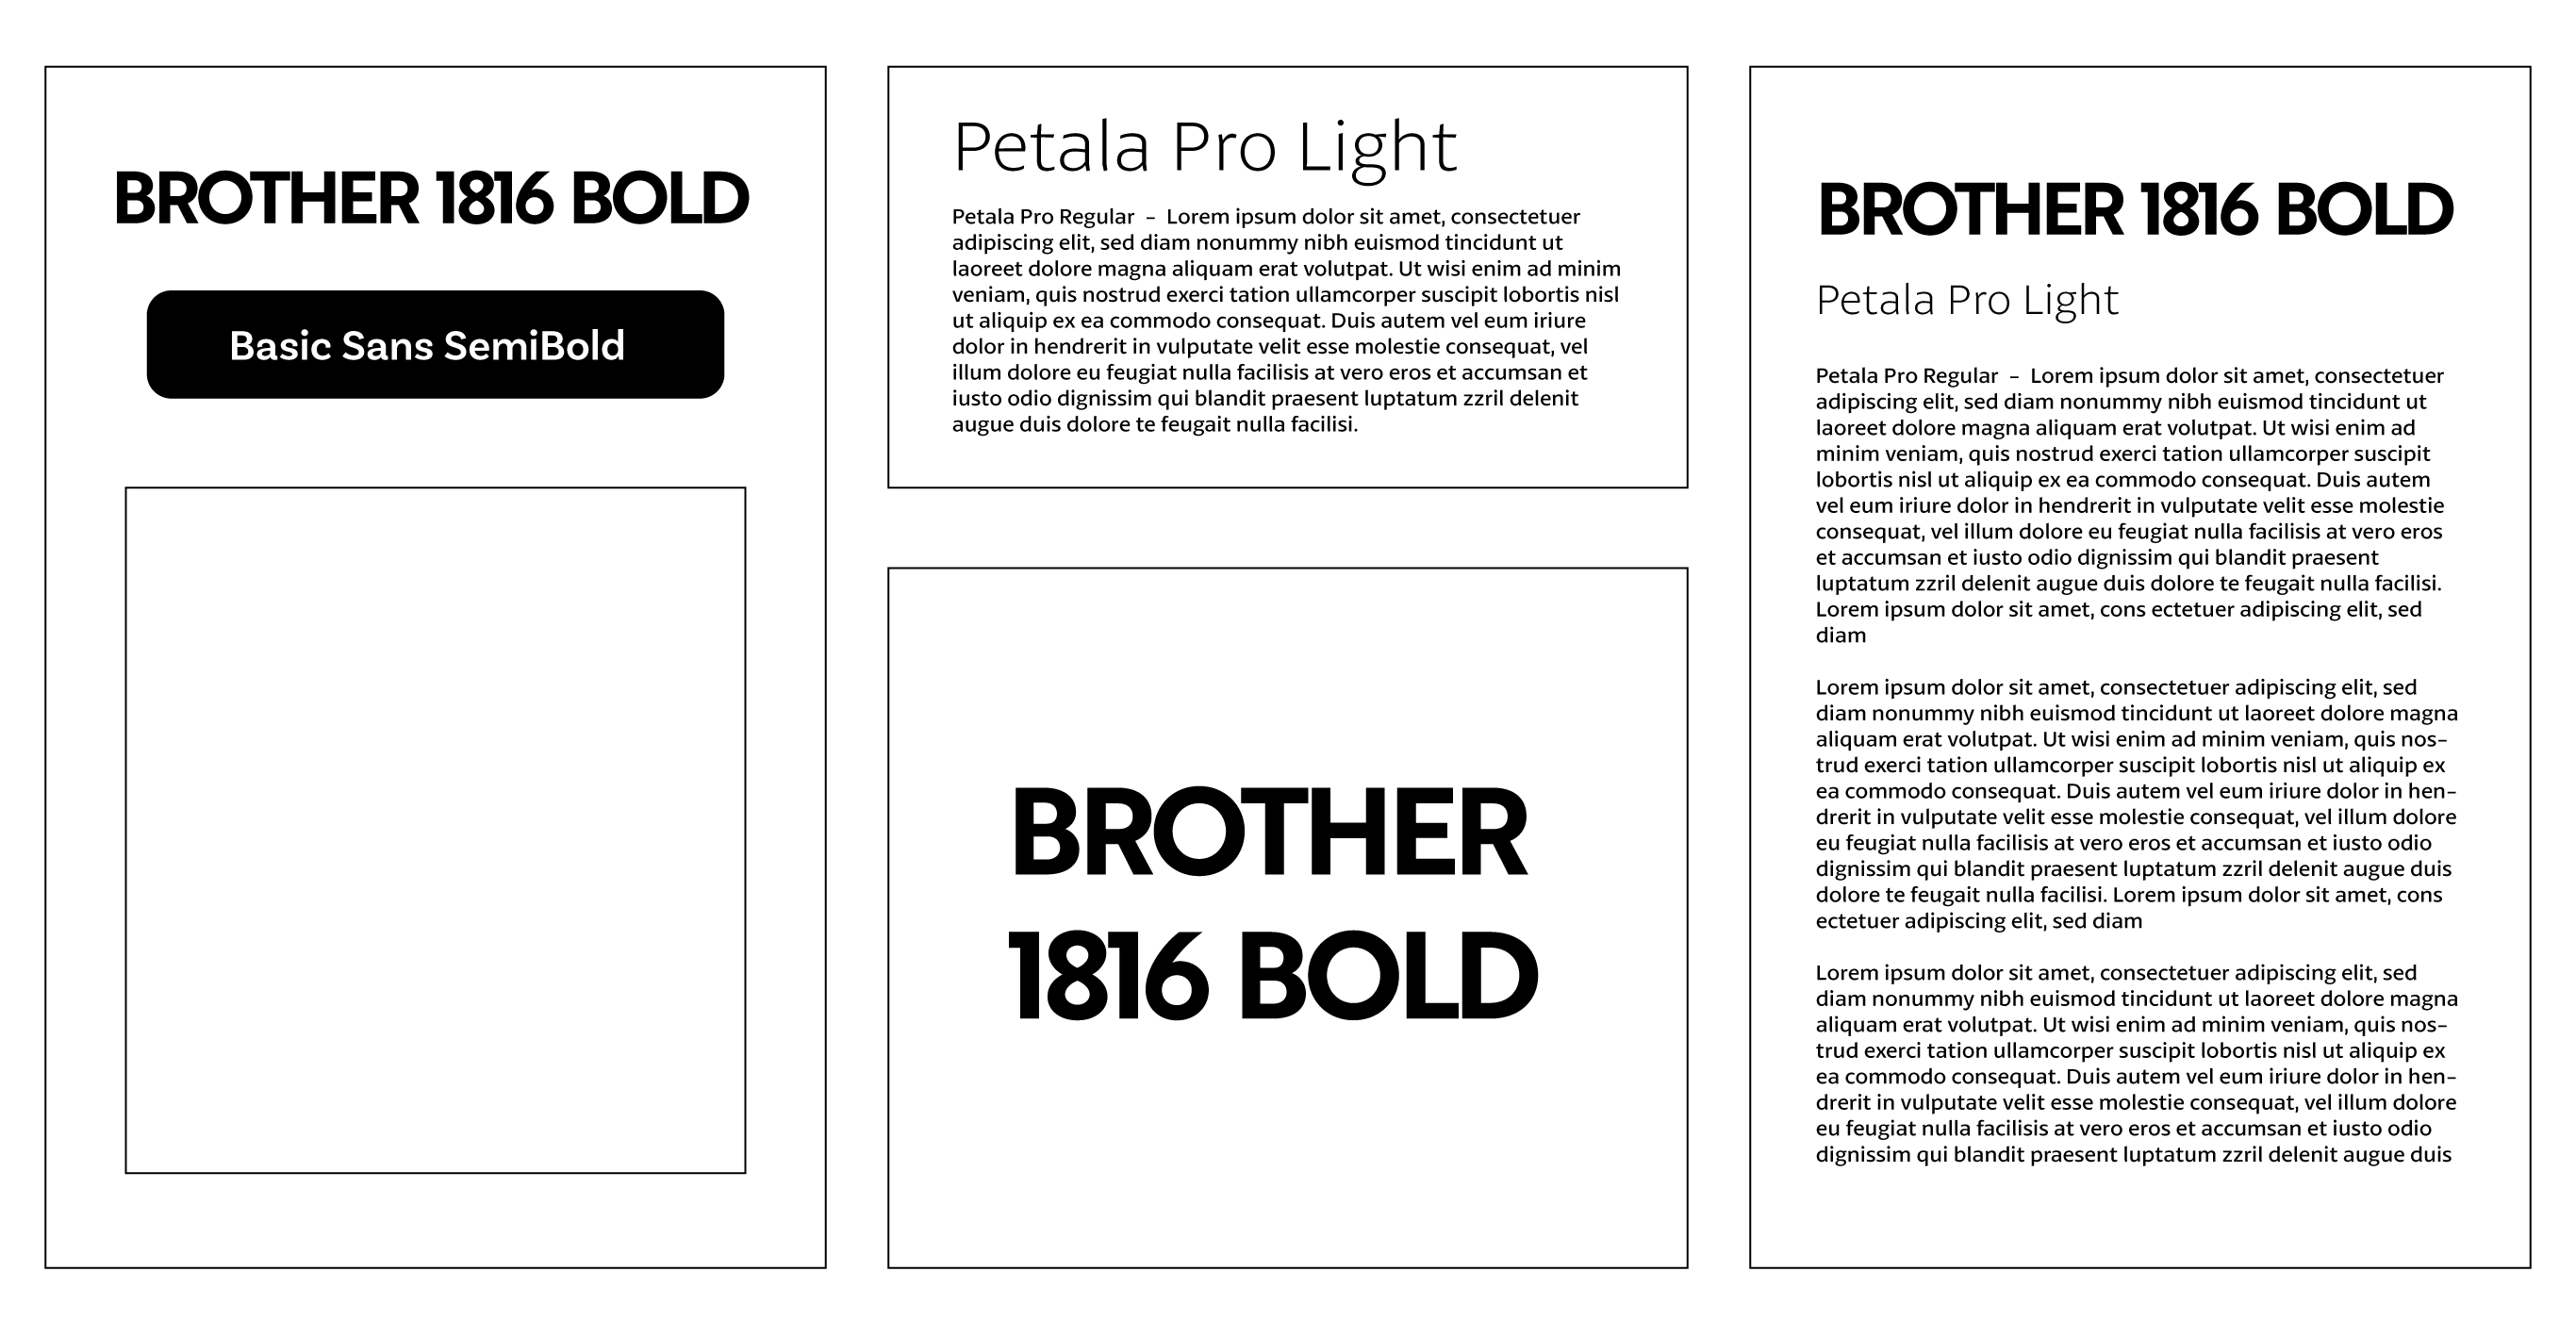 BROTHER 1816 BOLD
Basic Sans SemiBold
Petala Pro Light
Petala Pro Regular – Lorem ipsum dolor sit amet, consectetuer
adipiscing elit, sed diam nonummy nibh euismod tincidunt ut
laoreet dolore magna aliquam erat volutpat. Ut wisi enim ad minim
veniam, quis nostrud exerci tation ullamcorper suscipit lobortis nisl
ut aliquip ex ea commodo consequat. Duis autem vel eum iriure
dolor in hendrerit in vulputate velit esse molestie consequat, vel
illum dolore eu feugiat nulla facilisis at vero eros et accumsan et
iusto odio dignissim qui blandit praesent luptatum zzril delenit
augue duis dolore te feugait nulla facilisi.
BROTHER
1816 BOLD
BROTHER 1816 BOLD
Petala Pro Light
Petala Pro Regular – Lorem ipsum dolor sit amet, consectetuer
adipiscing elit, sed diam nonummy nibh euismod tincidunt ut
laoreet dolore magna aliquam erat volutpat. Ut wisi enim ad
minim veniam, quis nostrud exerci tation ullamcorper suscipit
lobortis nisl ut aliquip ex ea commodo consequat. Duis autem
vel eum iriure dolor in hendrerit in vulputate velit esse molestie
consequat, vel illum dolore eu feugiat nulla facilisis at vero eros
et accumsan et iusto odio dignissim qui blandit praesent
luptatum zzril delenit augue duis dolore te feugait nulla facilisi.
Lorem ipsum dolor sit amet, cons ectetuer adipiscing elit, sed
diam
Lorem ipsum dolor sit amet, consectetuer adipiscing elit, sed
diam nonummy nibh euismod tincidunt ut laoreet dolore magna
aliquam erat volutpat. Ut wisi enim ad minim veniam, quis nos-
trud exerci tation ullamcorper suscipit lobortis nisl ut aliquip ex
ea commodo consequat. Duis autem vel eum iriure dolor in hen-
drerit in vulputate velit esse molestie consequat, vel illum dolore
eu feugiat nulla facilisis at vero eros et accumsan et iusto odio
dignissim qui blandit praesent luptatum zzril delenit augue duis
dolore te feugait nulla facilisi. Lorem ipsum dolor sit amet, cons
ectetuer adipiscing elit, sed diam
Lorem ipsum dolor sit amet, consectetuer adipiscing elit, sed
diam nonummy nibh euismod tincidunt ut laoreet dolore magna
aliquam erat volutpat. Ut wisi enim ad minim veniam, quis nos-
trud exerci tation ullamcorper suscipit lobortis nisl ut aliquip ex
ea commodo consequat. Duis autem vel eum iriure dolor in hen-
drerit in vulputate velit esse molestie consequat, vel illum dolore
eu feugiat nulla facilisis at vero eros et accumsan et iusto odio
dignissim qui blandit praesent luptatum zzril delenit augue duis